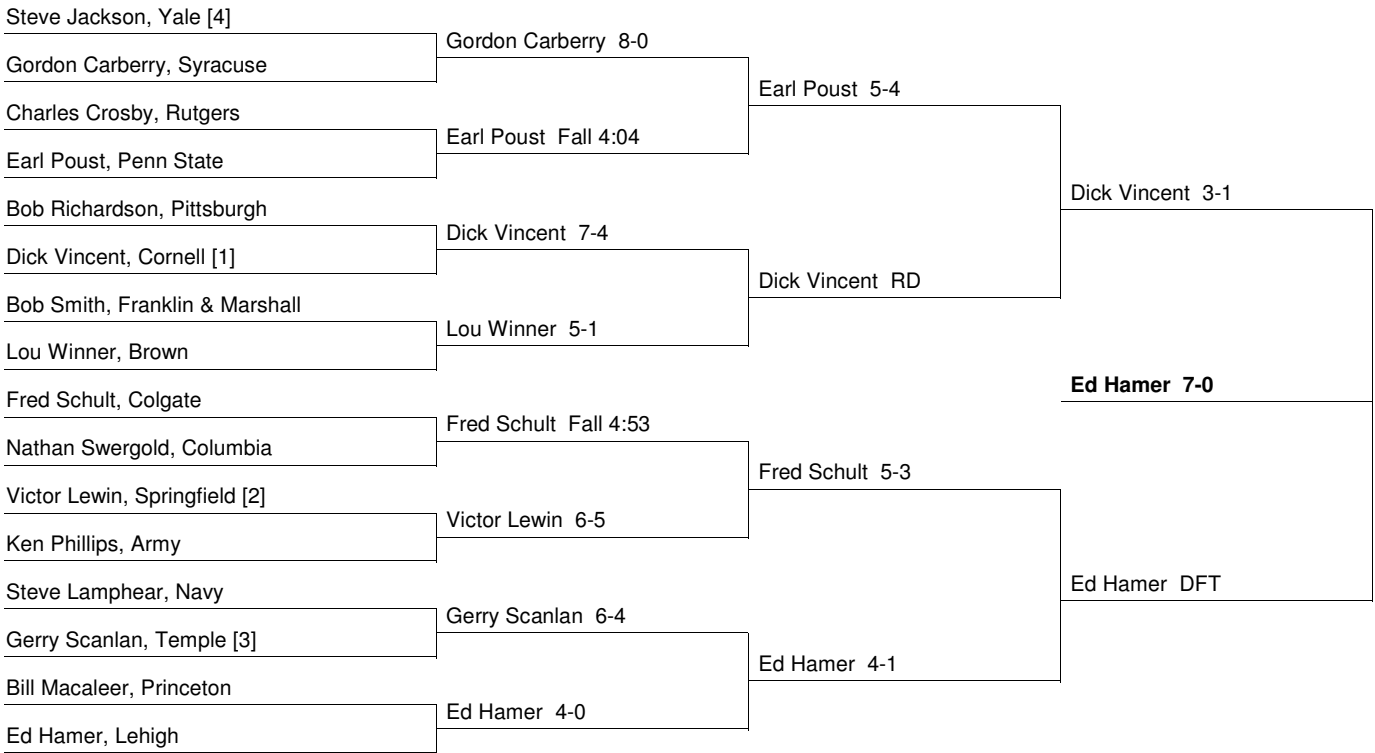 Steve Jackson, Yale [4]
Gordon Carberry, Syracuse
Charles Crosby, Rutgers
Earl Poust, Penn State
Bob Richardson, Pittsburgh
Dick Vincent, Cornell [1]
Bob Smith, Franklin & Marshall
Lou Winner, Brown
Fred Schult, Colgate
Nathan Swergold, Columbia
Victor Lewin, Springfield [2]
Ken Phillips, Army
Steve Lamphear, Navy
Gerry Scanlan, Temple [3]
Bill Macaleer, Princeton
Ed Hamer, Lehigh
Gordon Carberry 8-0
Earl Poust Fall 4:04
Dick Vincent 7-4
Lou Winner 5-1
Fred Schult Fall 4:53
Victor Lewin 6-5
Gerry Scanlan 6-4
Ed Hamer 4-0
Earl Poust 5-4
Dick Vincent RD
Fred Schult 5-3
Ed Hamer 4-1
Dick Vincent 3-1
Ed Hamer DFT
Ed Hamer 7-0